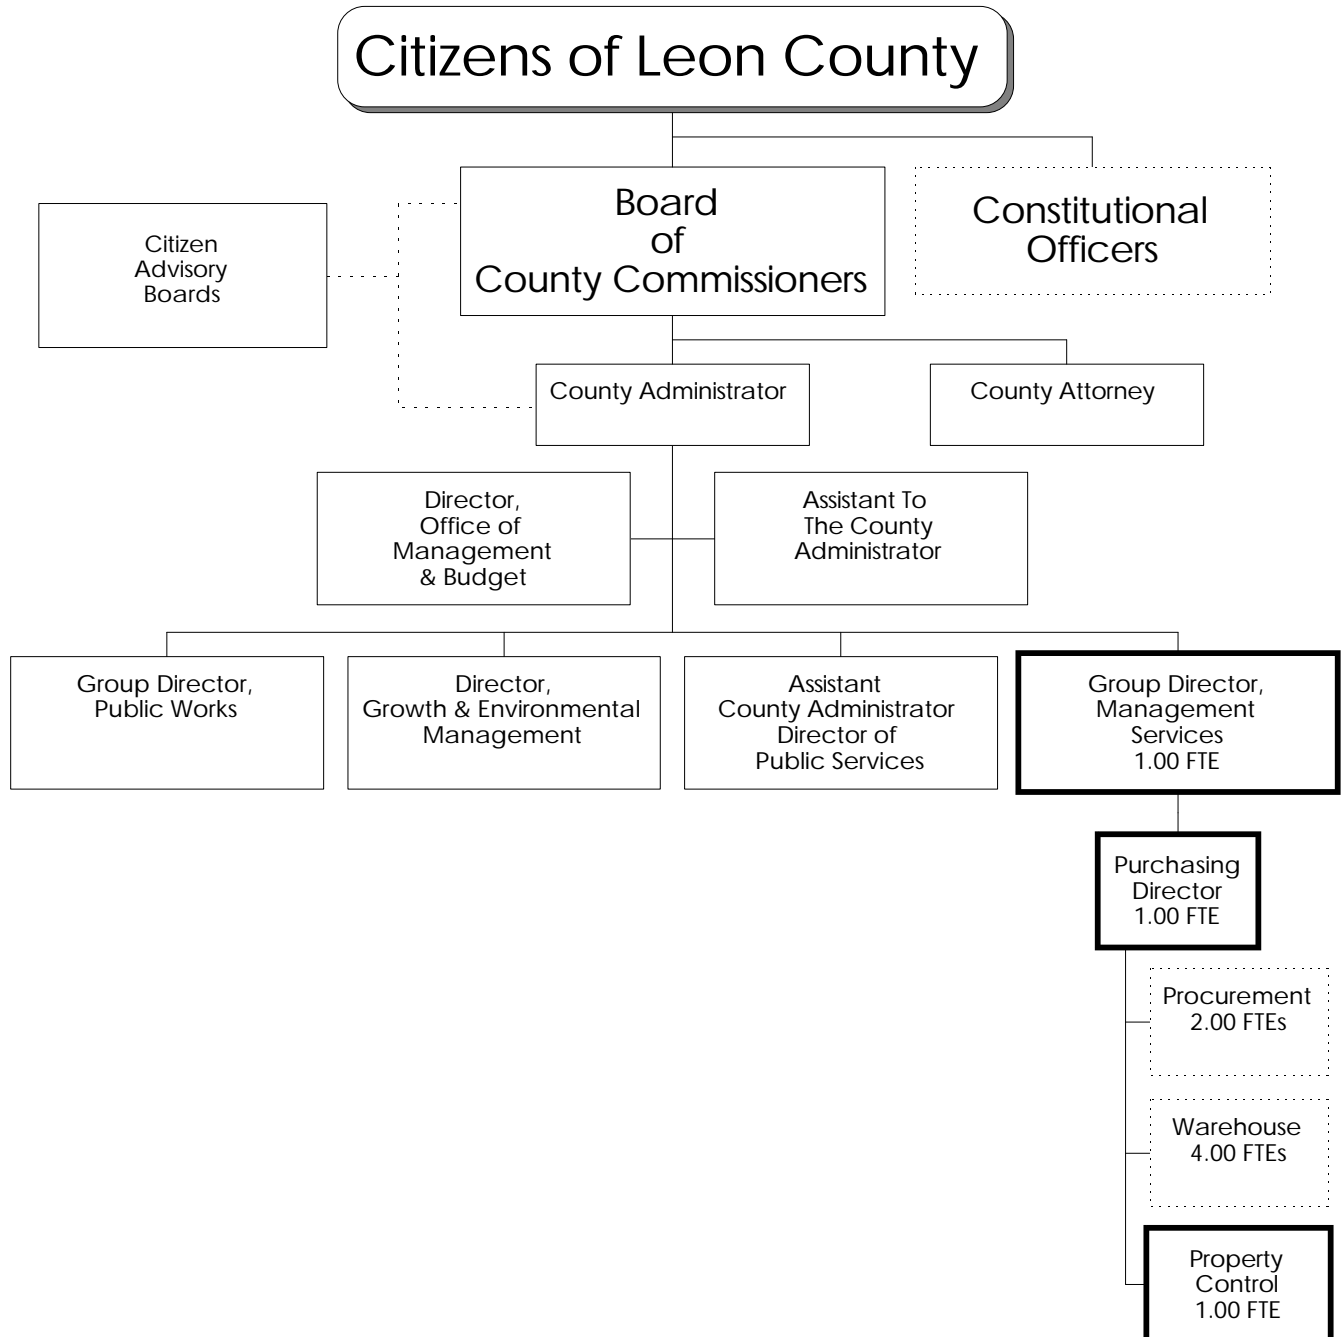 Citizens of Leon County
Board
of
County Commissioners
Constitutional
Officers
Citizen
Advisory
Boards
County Administrator
County Attorney
Director,
Office of
Management
& Budget
Assistant To
The County
Administrator
Group Director,
Public Works
Director,
Growth & Environmental
Management
Assistant
County Administrator
Director of
Public Services
Group Director,
Management
Services
1.00 FTE
Purchasing
Director
1.00 FTE
Procurement
2.00 FTEs
Warehouse
4.00 FTEs
Property
Control
1.00 FTE